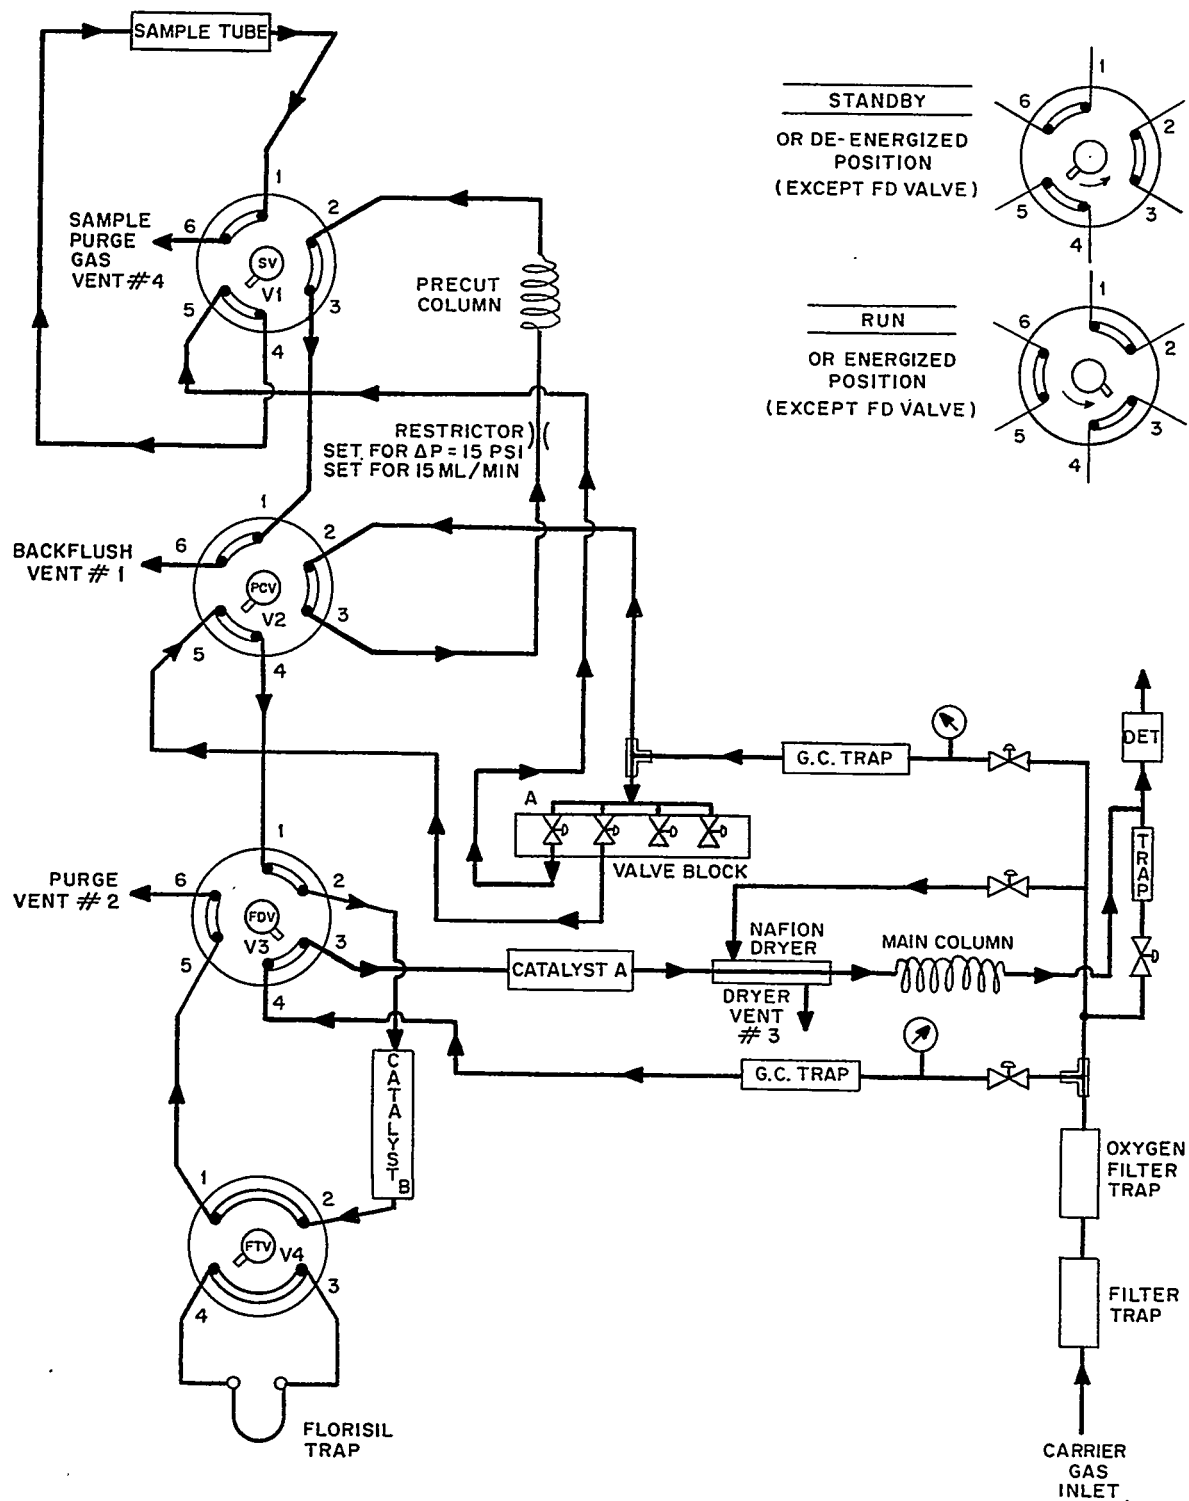 SAMPLE TUBE
1
2
3
4
5
6
SV
V1
SAMPLE
PURGE
GAS
VENT #4
PRECUT
COLUMN
RESTRICTOR
SET FOR ΔP = 15 PSI
SET FOR 15 ML/MIN
STANDBY
OR DE-ENERGIZED
POSITION
(EXCEPT FD VALVE)
1
2
3
4
5
6
RUN
OR ENERGIZED
POSITION
(EXCEPT FD VALVE)
1
2
3
4
5
6
1
2
3
4
5
6
PCV
V2
BACKFLUSH
VENT # 1
G.C. TRAP
DET
TRAP
A
VALVE BLOCK
1
2
3
4
5
6
FDV
V3
PURGE
VENT # 2
CATALYST A
NAFION
DRYER
DRYER
VENT
# 3
MAIN COLUMN
G.C. TRAP
CATALYST B
1
2
3
4
FTV
V4
FLORISIL
TRAP
OXYGEN
FILTER
TRAP
FILTER
TRAP
CARRIER
GAS
INLET